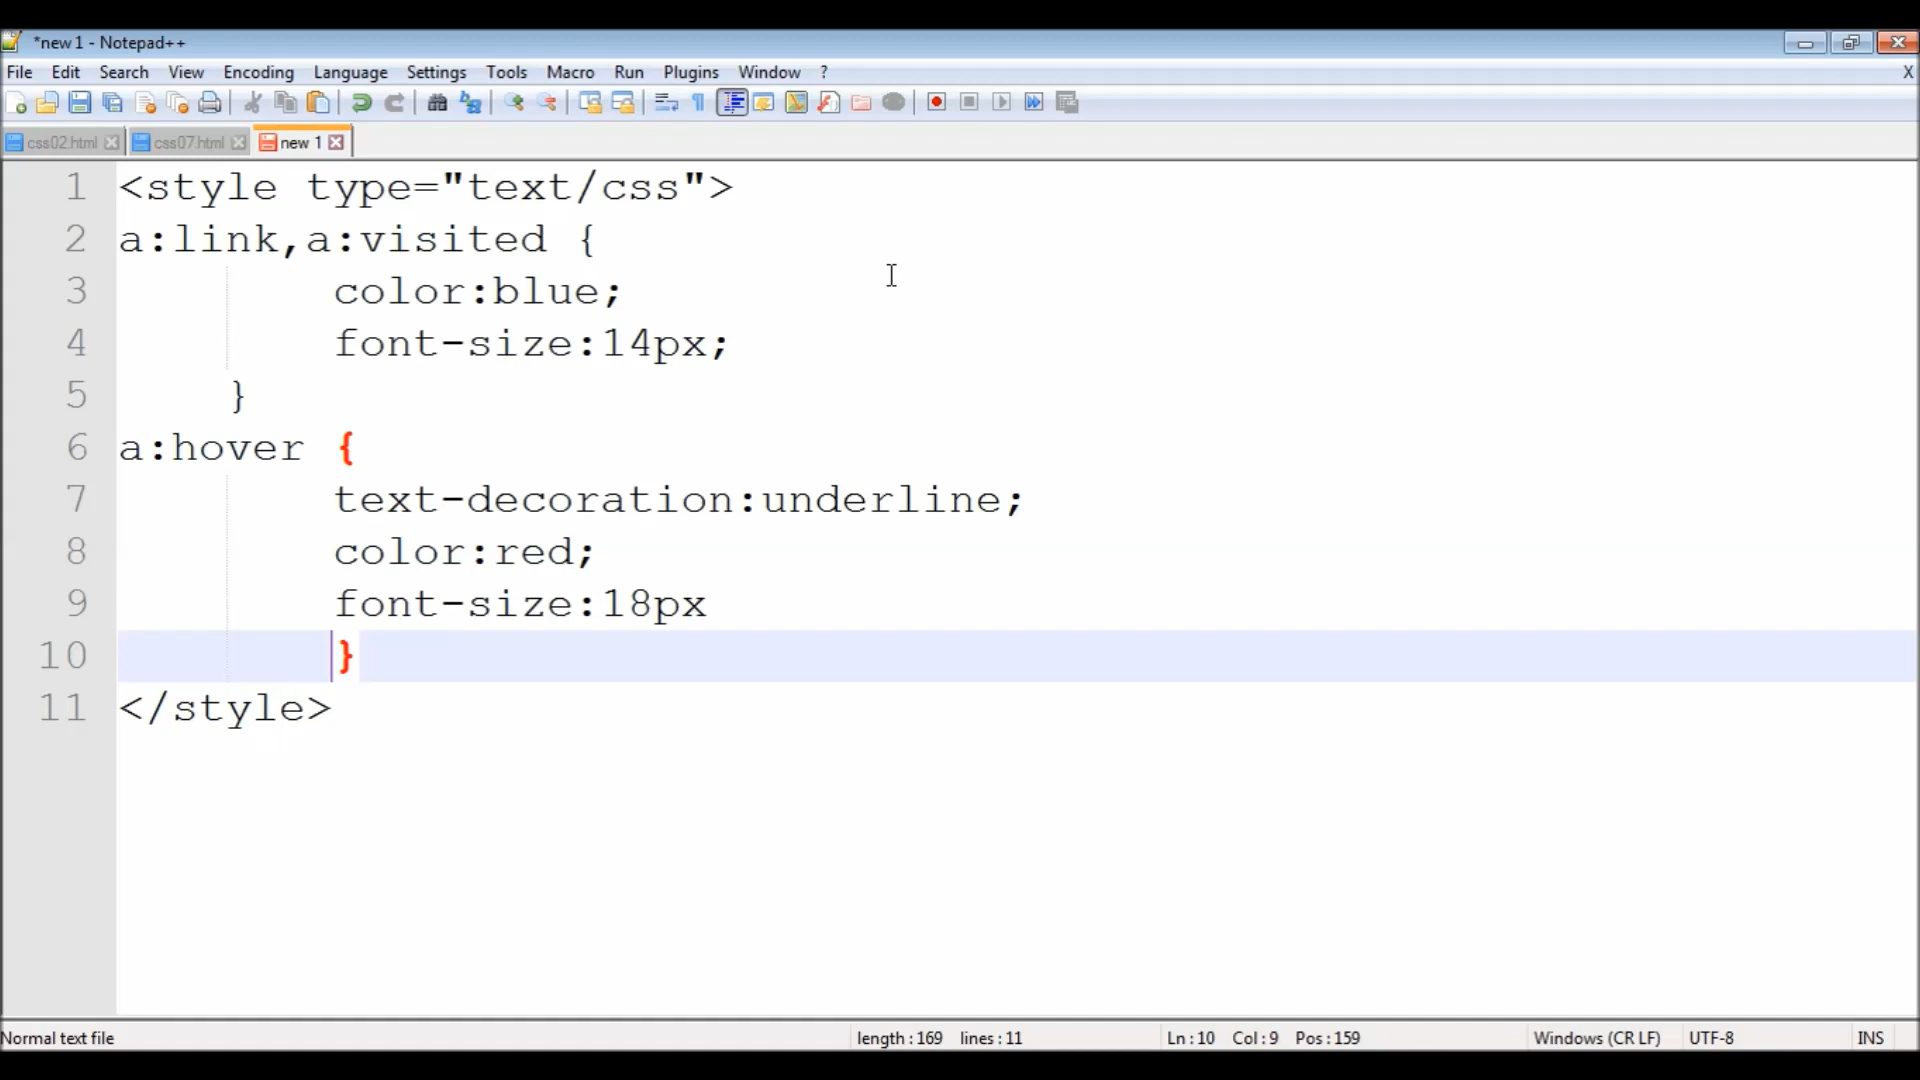 *new 1 - Notepad++
File Edit Search View Encoding Language Settings Tools Macro Run Plugins Window ? X
css02.html css07.html new 1
1 <style type="text/css">
2 a:link,a:visited {
3 color:blue;
4 font-size:14px;
5 }
6 a:hover {
7 text-decoration:underline;
8 color:red;
9 font-size:18px
10 }
11 </style>
Normal text file length : 169 lines : 11 Ln : 10 Col : 9 Pos : 159 Windows (CR LF) UTF-8 INS